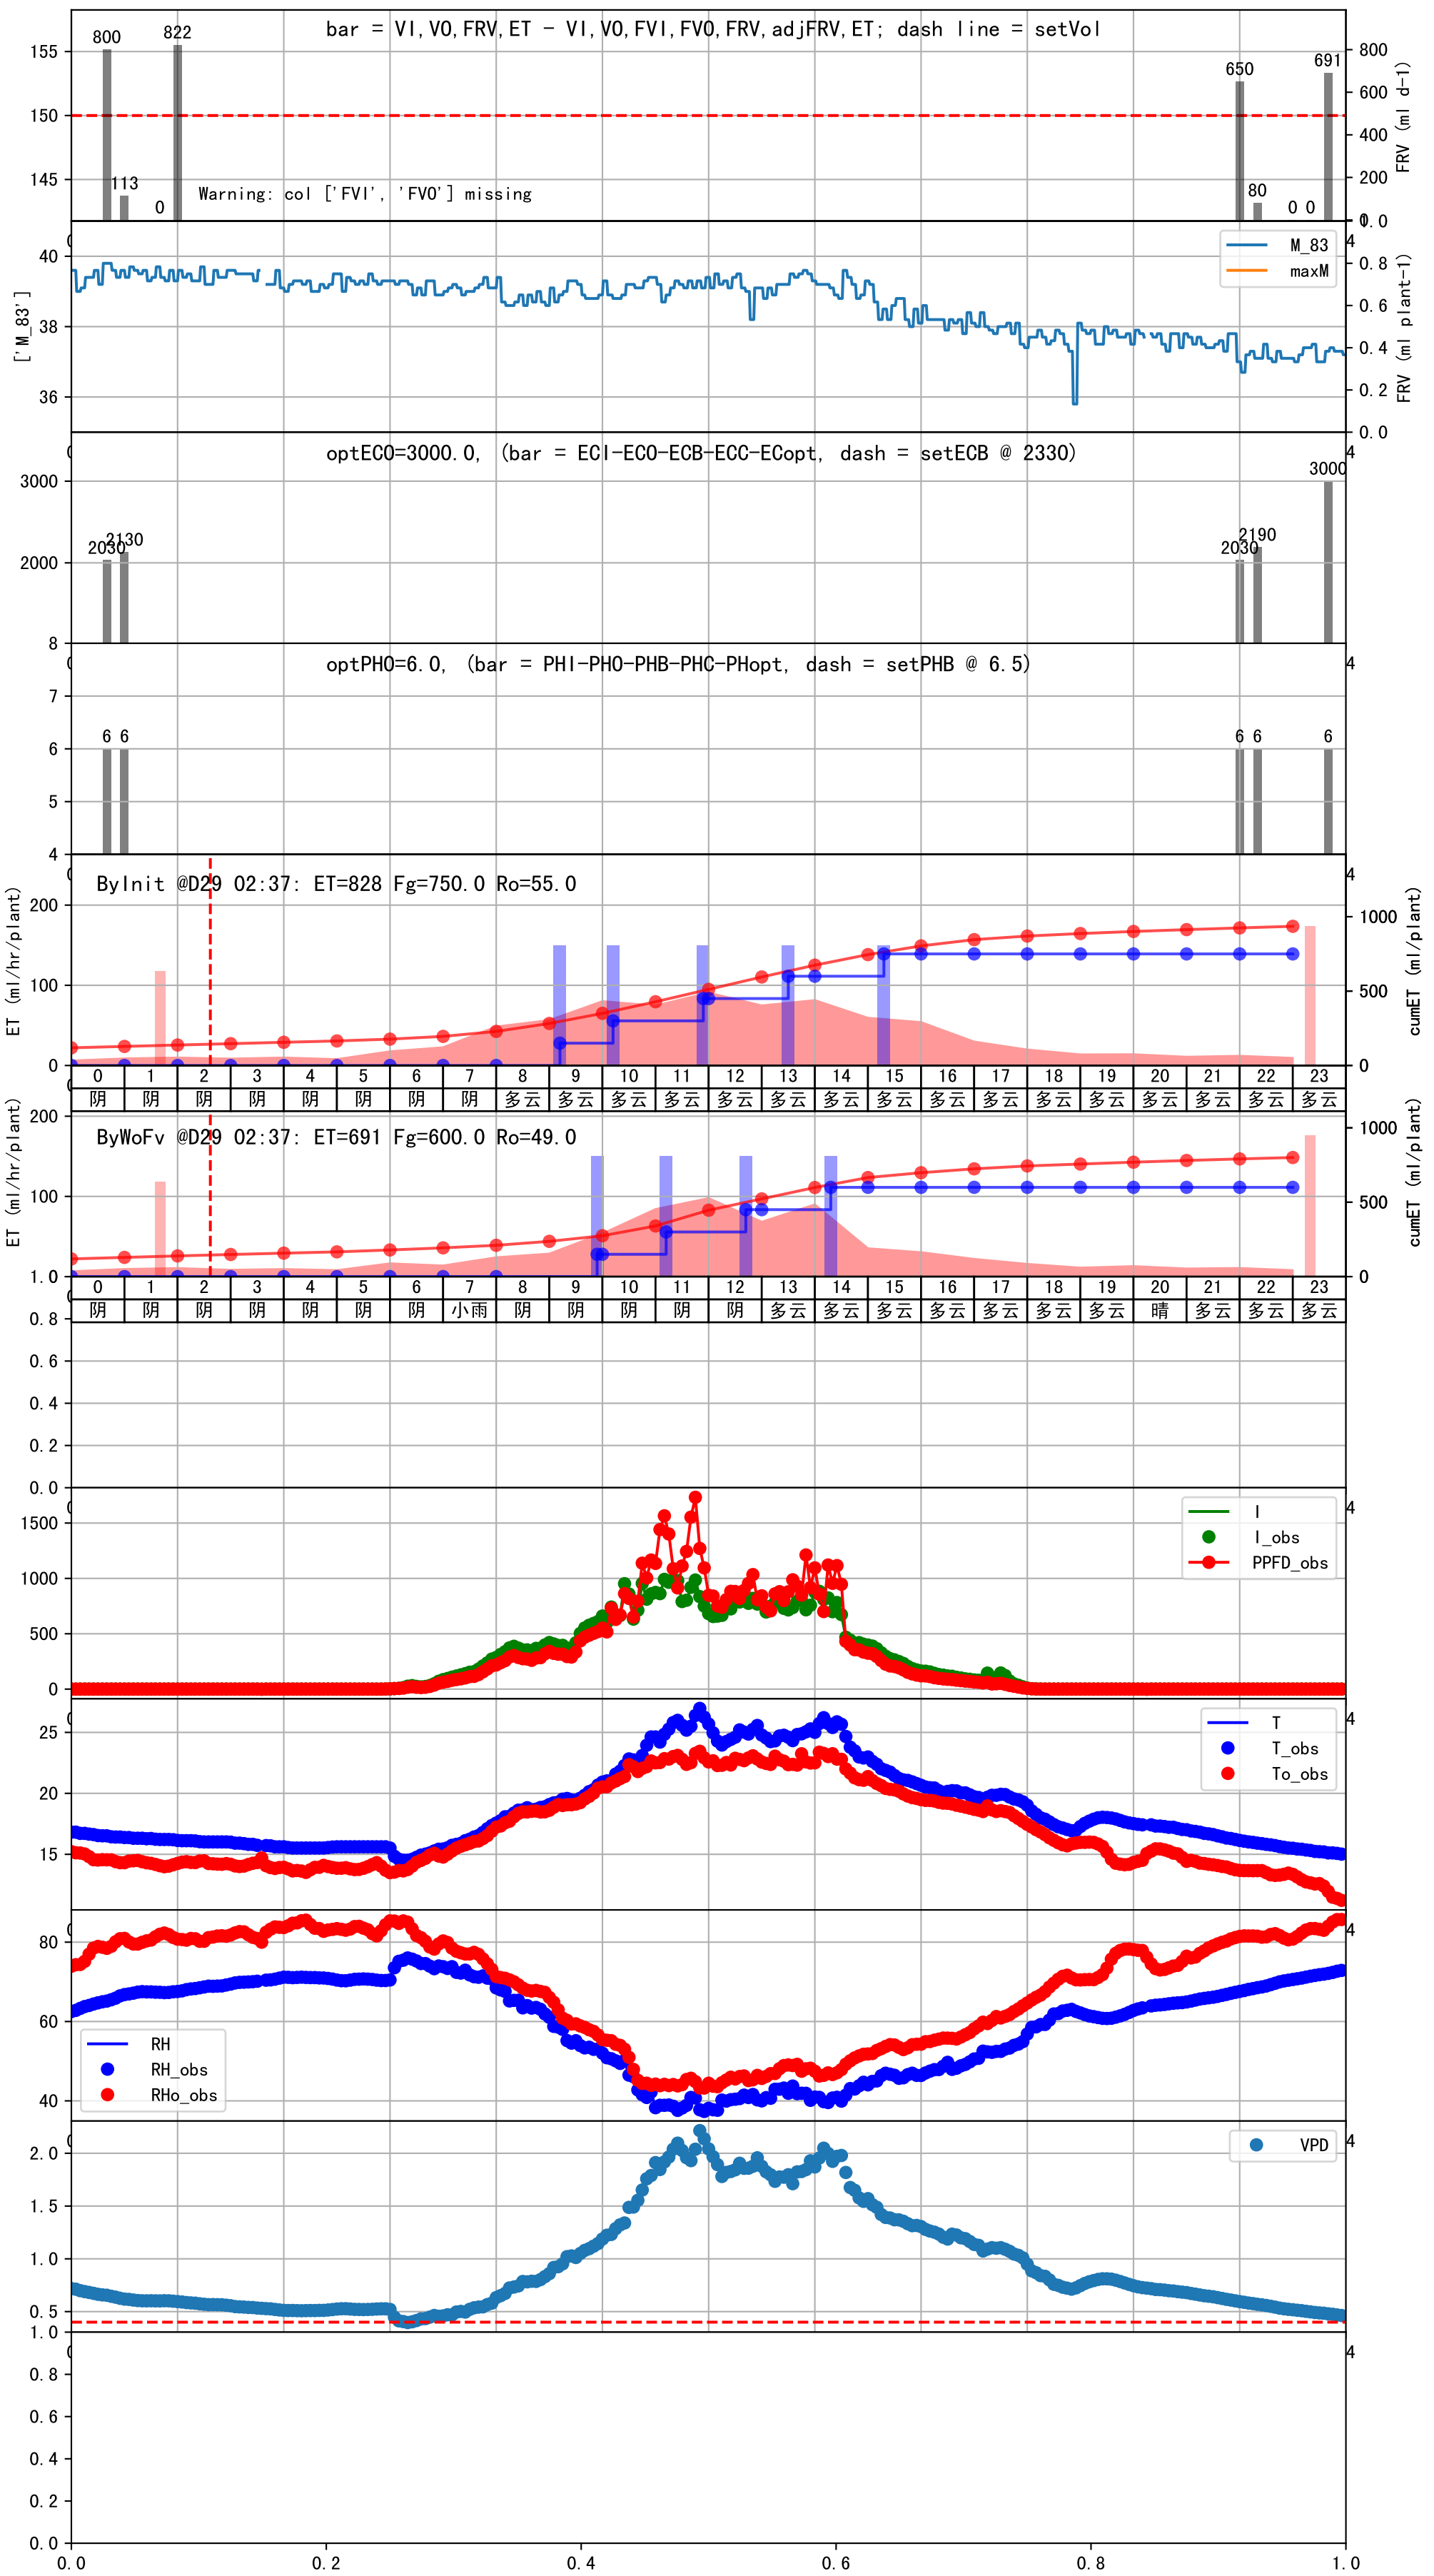 bar = VI,VO,FRV,ET - VI,VO,FVI,FVO,FRV,adjFRV,ET; dash line = setVol
800 822 650 691
113 0 80 0 0
155 150 145
800 600 400 200 0
FRV (ml d-1)
Warning: col ['FVI', 'FVO'] missing
M_83
maxM
40 38 36
['M_83']
0.8 0.6 0.4 0.2 0.0
FRV (ml plant-1)
optECO=3000.0, (bar = ECI-ECO-ECB-ECC-ECopt, dash = setECB @ 2330)
3000 2000
2030 2130 2030 2190 3000
optPHO=6.0, (bar = PHI-PHO-PHB-PHC-PHopt, dash = setPHB @ 6.5)
8 7 6 5 4
6 6 6 6 6
ByInit @D29 02:37: ET=828 Fg=750.0 Ro=55.0
ET (ml/hr/plant)
200 100 0
1000 500 0
cumET (ml/plant)
0 1 2 3 4 5 6 7 8 9 10 11 12 13 14 15 16 17 18 19 20 21 22 23
阴 阴 阴 阴 阴 阴 阴 阴 多云 多云 多云 多云 多云 多云 多云 多云 多云 多云 多云 多云 多云 多云 多云 多云
ByWoFv @D29 02:37: ET=691 Fg=600.0 Ro=49.0
ET (ml/hr/plant)
200 100
1000 500 0
cumET (ml/plant)
0 1 2 3 4 5 6 7 8 9 10 11 12 13 14 15 16 17 18 19 20 21 22 23
阴 阴 阴 阴 阴 阴 阴 小雨 阴 阴 阴 阴 阴 多云 多云 多云 多云 多云 多云 多云 晴 多云 多云 多云
1.0 0.8 0.6 0.4 0.2 0.0
I
I_obs
PPFD_obs
1500 1000 500 0
T
T_obs
To_obs
25 20 15
80 60 40
RH
RH_obs
RHo_obs
VPD
2.0 1.5 1.0 0.5
1.0 0.8 0.6 0.4 0.2 0.0
0.0 0.2 0.4 0.6 0.8 1.0